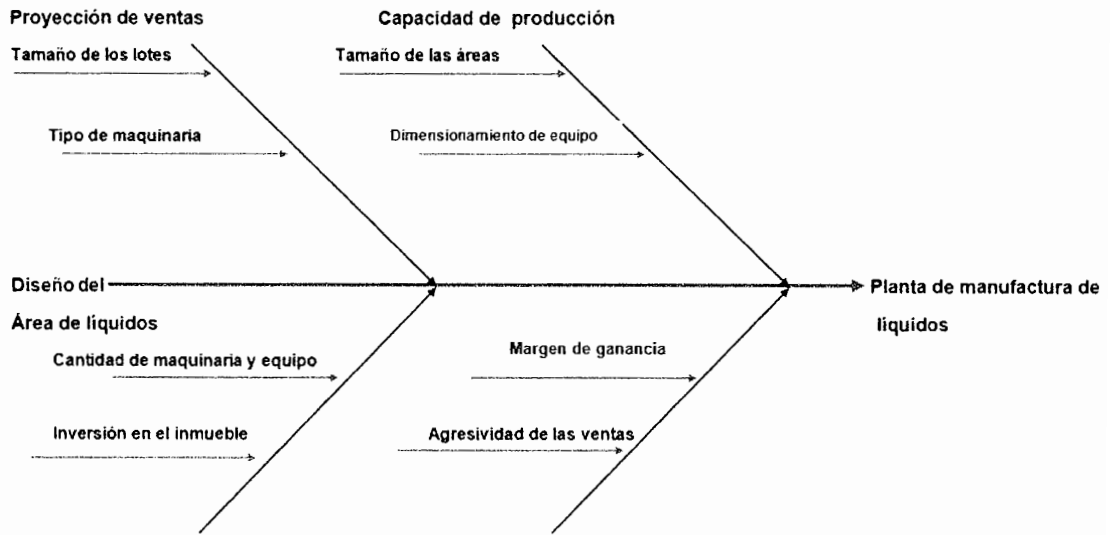 Proyección de ventas
Capacidad de producción
Tamaño de los lotes
Tamaño de las áreas
Tipo de maquinaria
Dimensionamiento de equipo
Diseño del
Planta de manufactura de
Área de líquidos
líquidos
Margen de ganancia
Cantidad de maquinaria y equipo
Inversión en el inmueble
Agresividad de las ventas